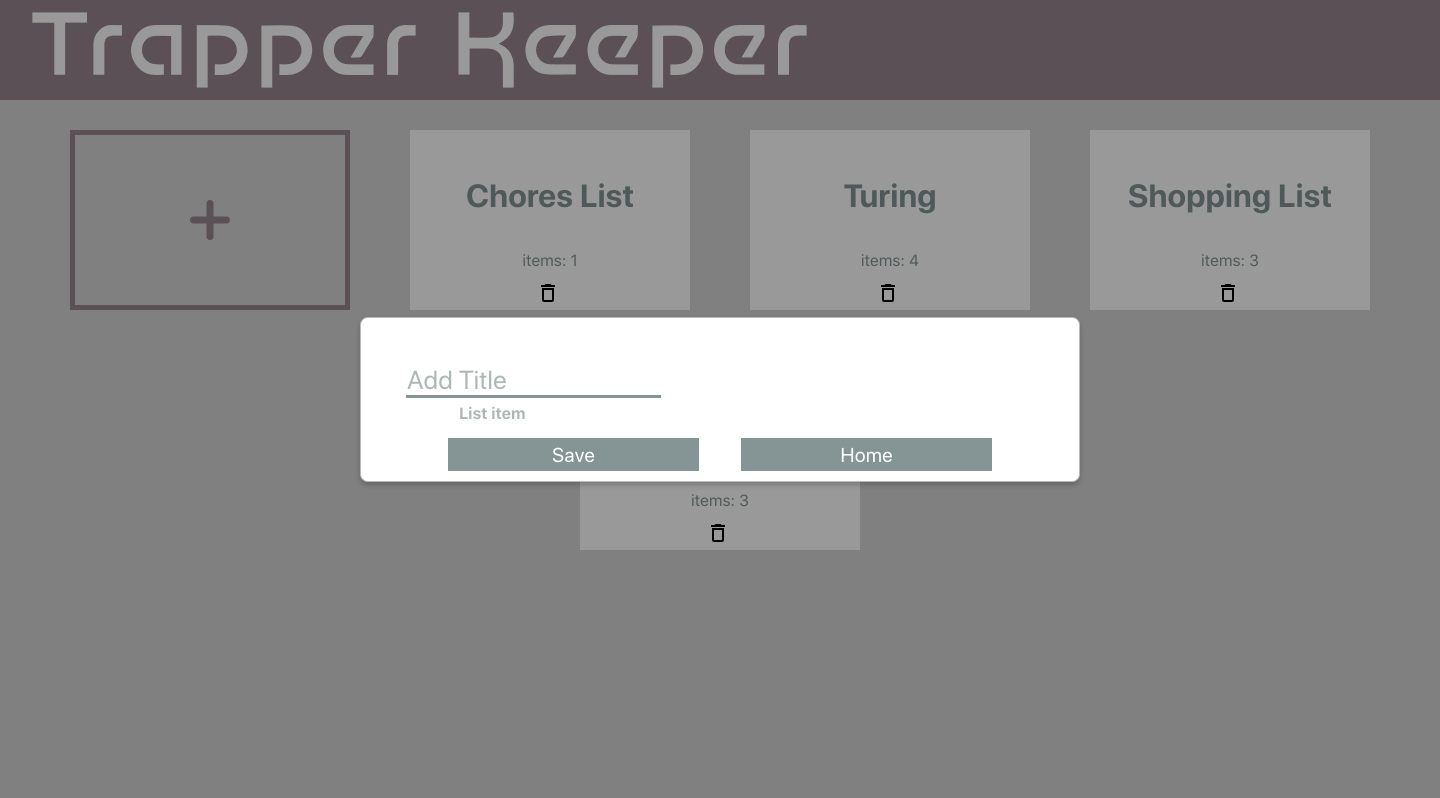 Trapper Keeper
Chores List
items: 1
Turing
items: 4
Shopping List
items: 3
Add Title
List item
Save
Home
items: 3